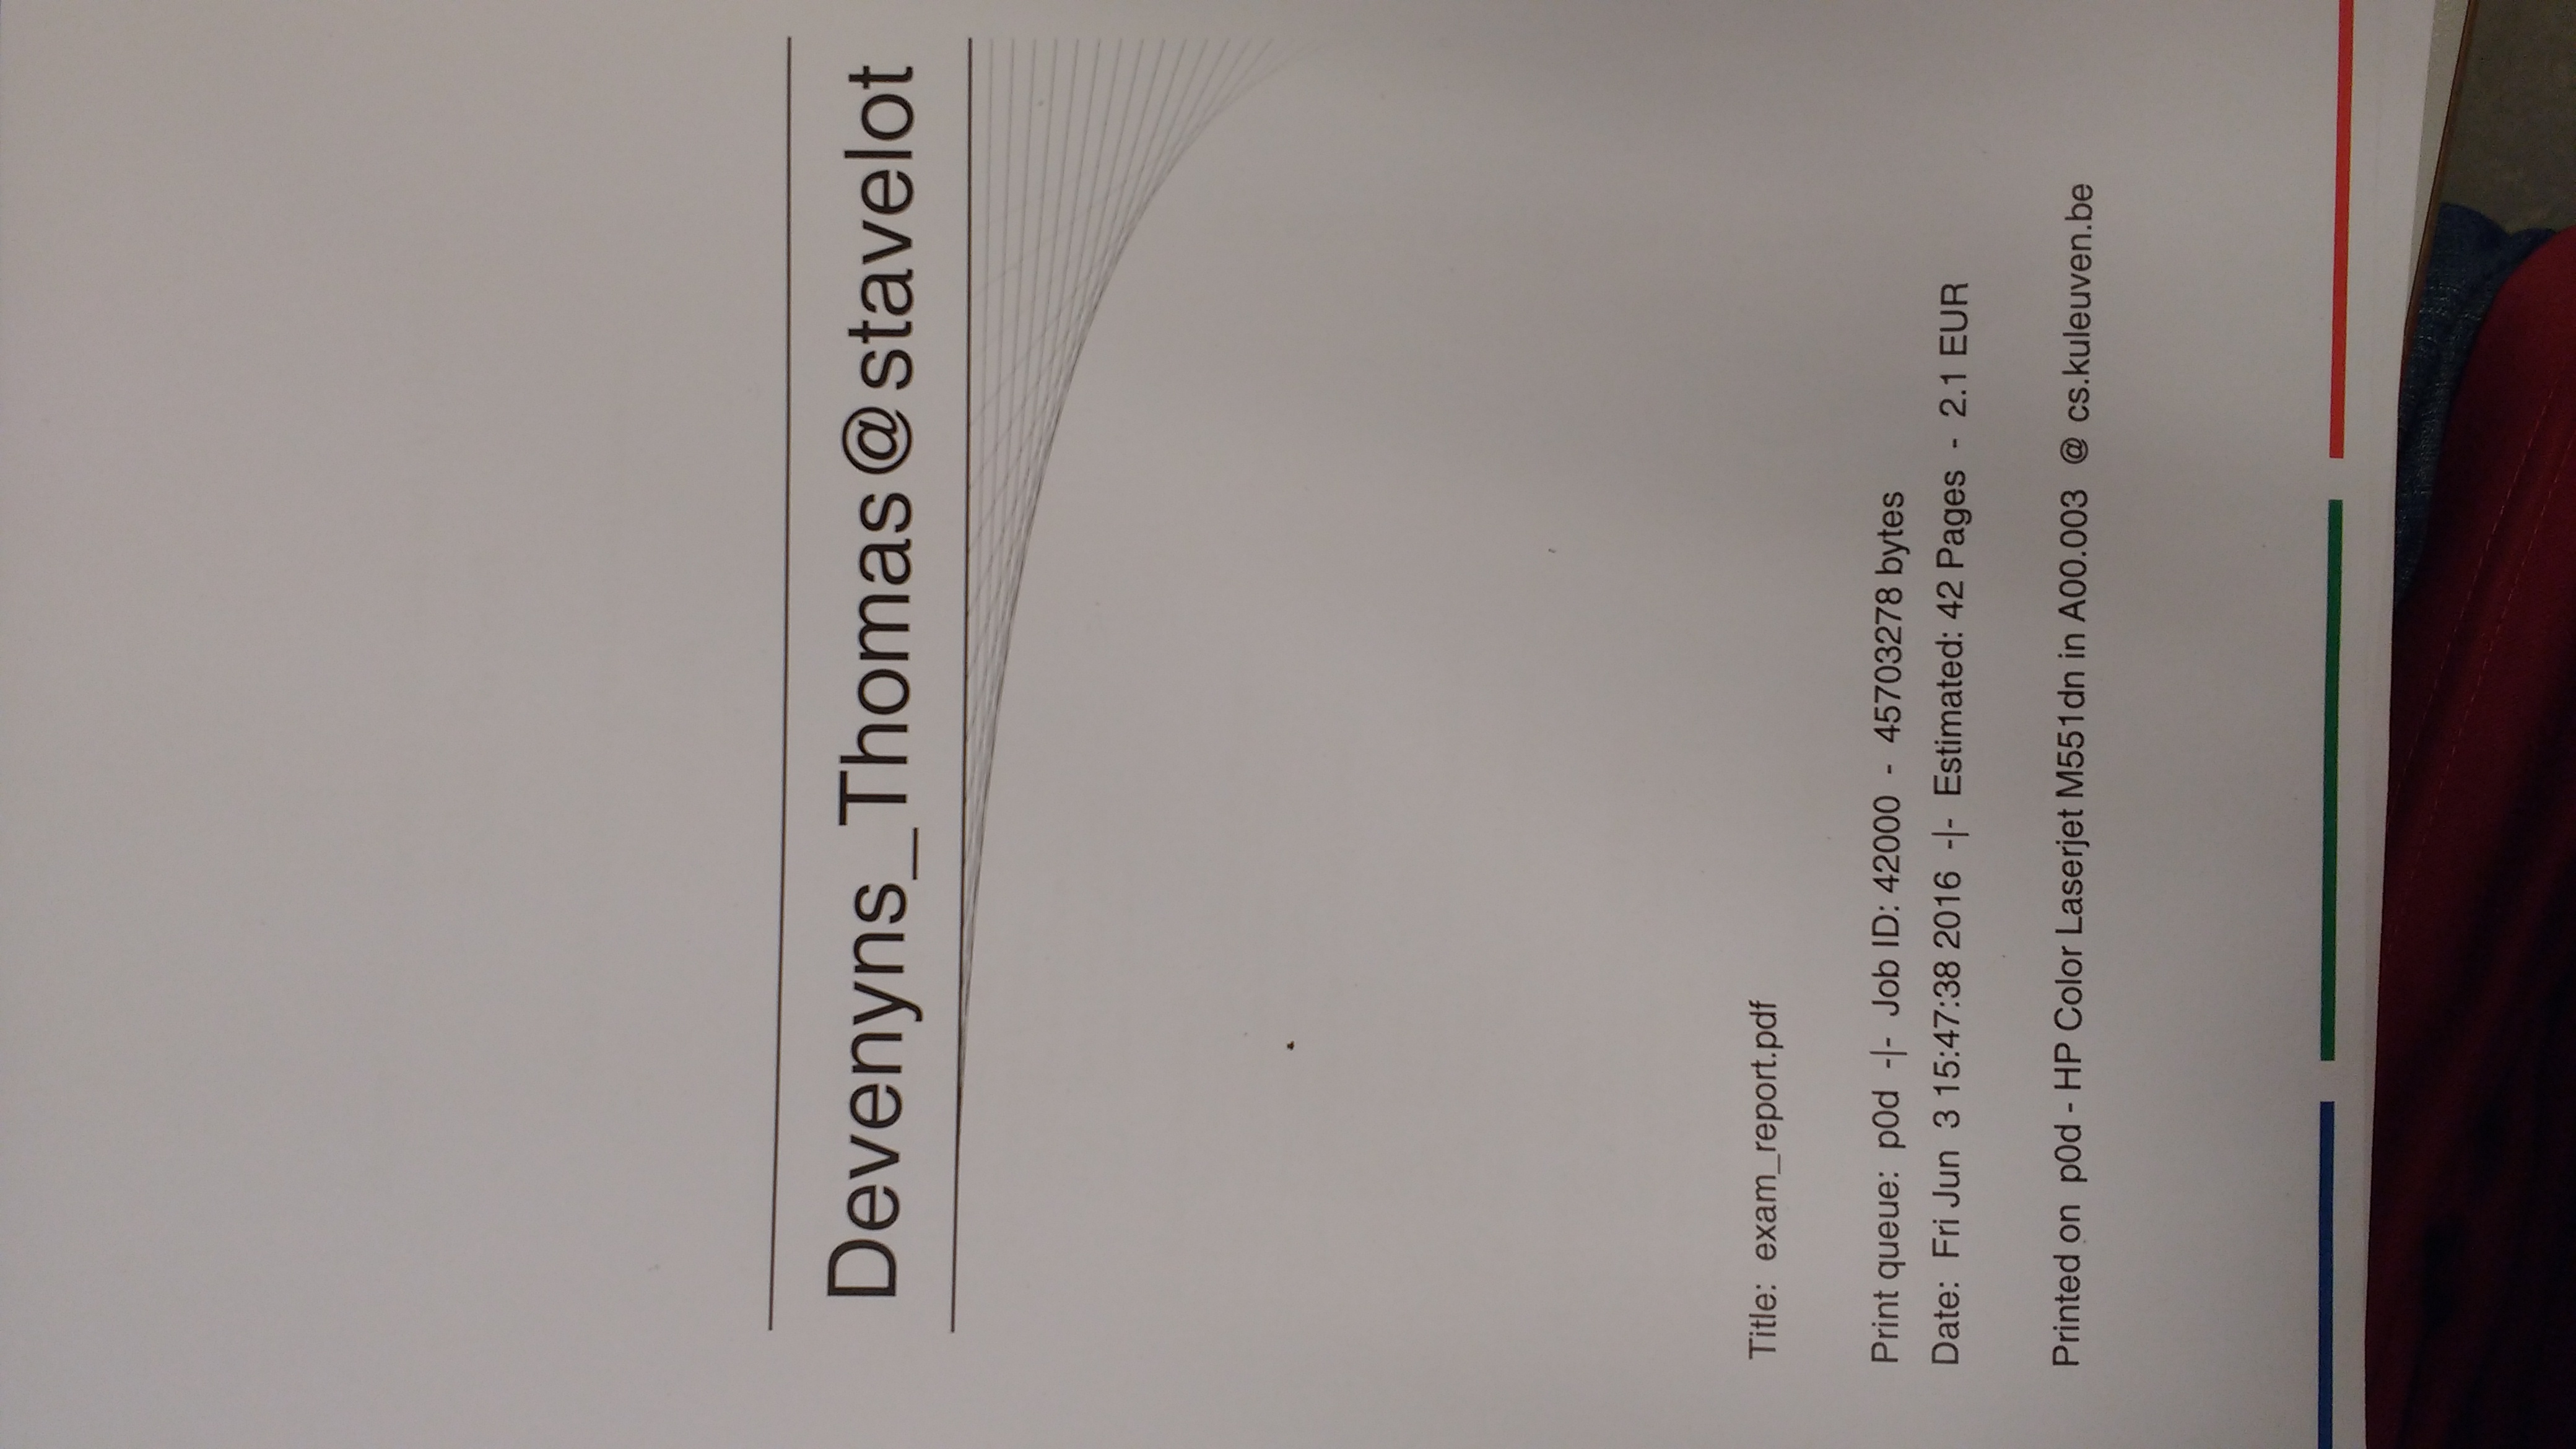 Devenyns_Thomas@stavelot
Title: exam_report.pdf
Print queue: p0d -|- Job ID: 42000 - 45703278 bytes
Date: Fri Jun 3 15:47:38 2016 -|- Estimated: 42 Pages - 2.1 EUR
Printed on p0d - HP Color Laserjet M551dn in A00.003 @ cs.kuleuven.be